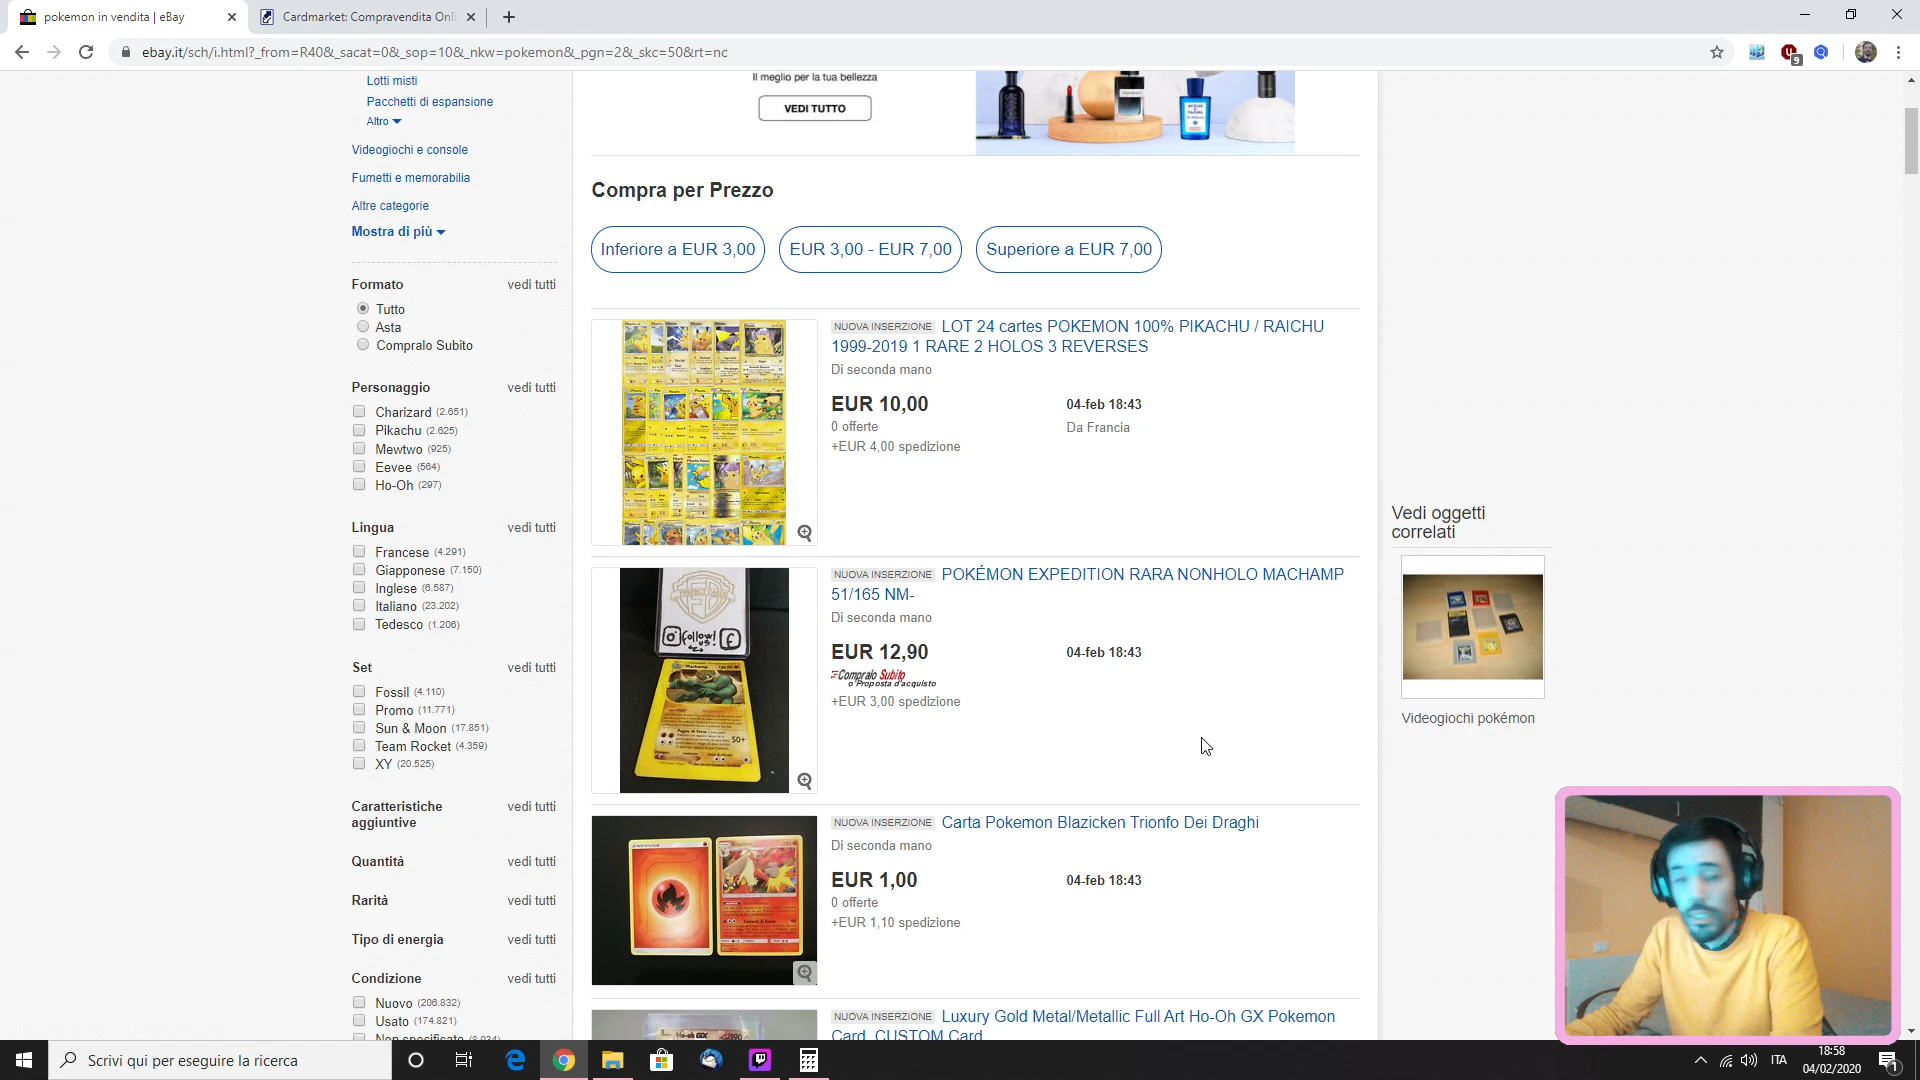 pokemon in vendita | eBay
Cardmarket: Compravendita Onli
ebay.it/sch/i.html?_from=R40&_sacat=0&_sop=10&_nkw=pokemon&_pgn=2&_skc=50&rt=nc
9
Lotti misti
Pacchetti di espansione
Altro
Videogiochi e console
Fumetti e memorabilia
Altre categorie
Mostra di più
Formato vedi tutti
Tutto
Asta
Compralo Subito
Personaggio vedi tutti
Charizard (2.651)
Pikachu (2.625)
Mewtwo (925)
Eevee (564)
Ho-Oh (297)
Lingua vedi tutti
Francese (4.291)
Giapponese (7.150)
Inglese (6.587)
Italiano (23.202)
Tedesco (1.206)
Set vedi tutti
Fossil (4.110)
Promo (11.771)
Sun & Moon (17.851)
Team Rocket (4.359)
XY (20.525)
Caratteristiche aggiuntive vedi tutti
Quantità vedi tutti
Rarità vedi tutti
Tipo di energia vedi tutti
Condizione vedi tutti
Nuovo (206.832)
Usato (174.821)
Non specificato
Il meglio per la tua bellezza
VEDI TUTTO
Compra per Prezzo
Inferiore a EUR 3,00
EUR 3,00 - EUR 7,00
Superiore a EUR 7,00
NUOVA INSERZIONE LOT 24 cartes POKEMON 100% PIKACHU / RAICHU
1999-2019 1 RARE 2 HOLOS 3 REVERSES
Di seconda mano
EUR 10,00 04-feb 18:43
0 offerte Da Francia
+EUR 4,00 spedizione
follow us!
Machamp
50+
NUOVA INSERZIONE POKÉMON EXPEDITION RARA NONHOLO MACHAMP
51/165 NM-
Di seconda mano
EUR 12,90 04-feb 18:43
Compralo Subito
o Proposta d'acquisto
+EUR 3,00 spedizione
NUOVA INSERZIONE Carta Pokemon Blazicken Trionfo Dei Draghi
Di seconda mano
EUR 1,00 04-feb 18:43
0 offerte
+EUR 1,10 spedizione
NUOVA INSERZIONE Luxury Gold Metal/Metallic Full Art Ho-Oh GX Pokemon
Card CUSTOM Card
Vedi oggetti
correlati
Videogiochi pokémon
Scrivi qui per eseguire la ricerca
ITA
18:58
04/02/2020
1